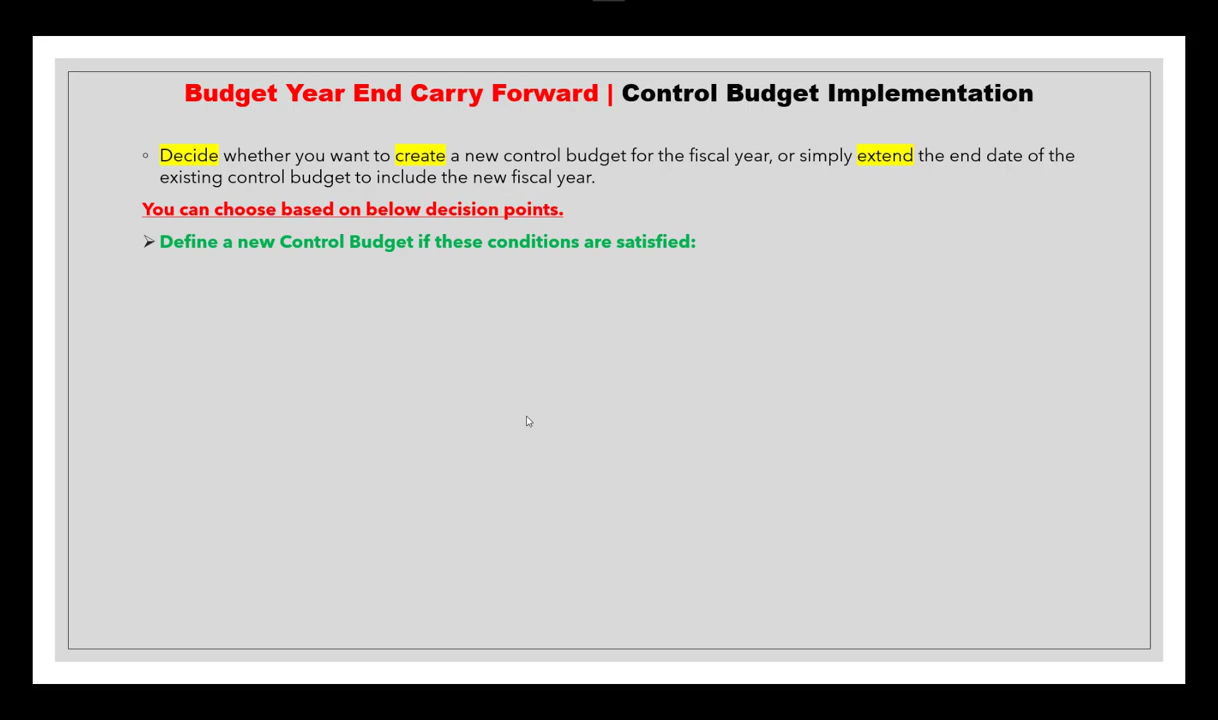 Budget Year End Carry Forward | Control Budget Implementation
Decide whether you want to create a new control budget for the fiscal year, or simply extend the end date of the
existing control budget to include the new fiscal year.
You can choose based on below decision points.
Define a new Control Budget if these conditions are satisfied: